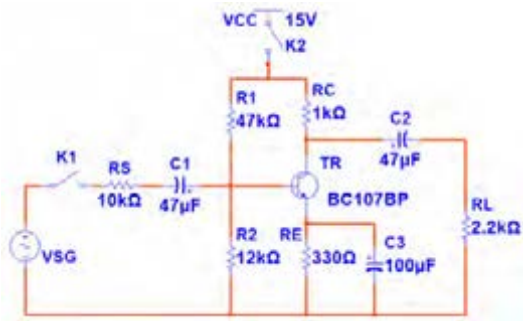 VCC 15V
K2
R1
47kΩ
RC
1kΩ
C2
47µF
K1
RS
10kΩ
C1
47µF
TR
BC107BP
RL
2.2kΩ
VSG
R2
12kΩ
RE
330Ω
C3
100µF